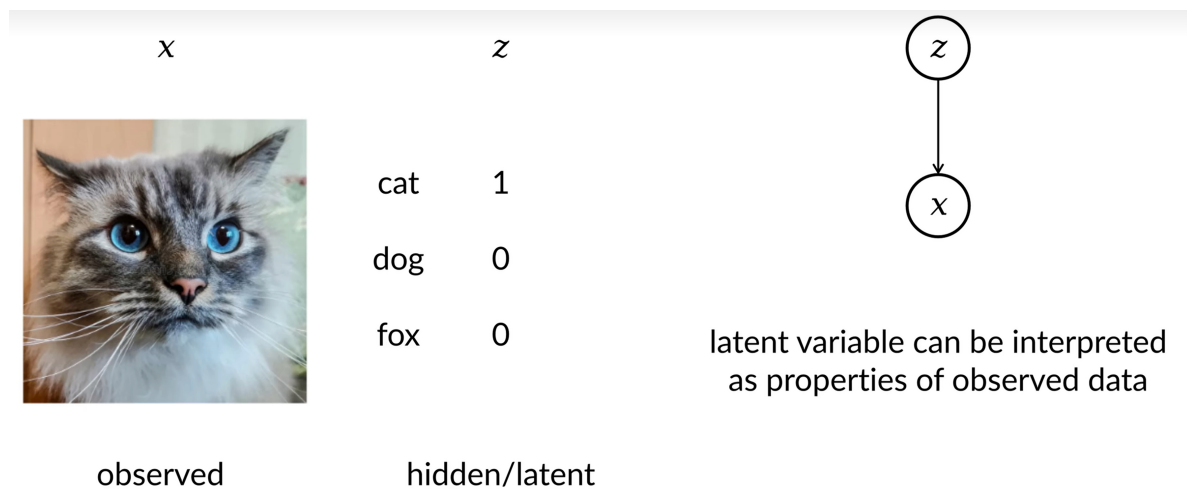 x
z
z
cat 1
x
dog 0
fox 0
latent variable can be interpreted
as properties of observed data
observed
hidden/latent